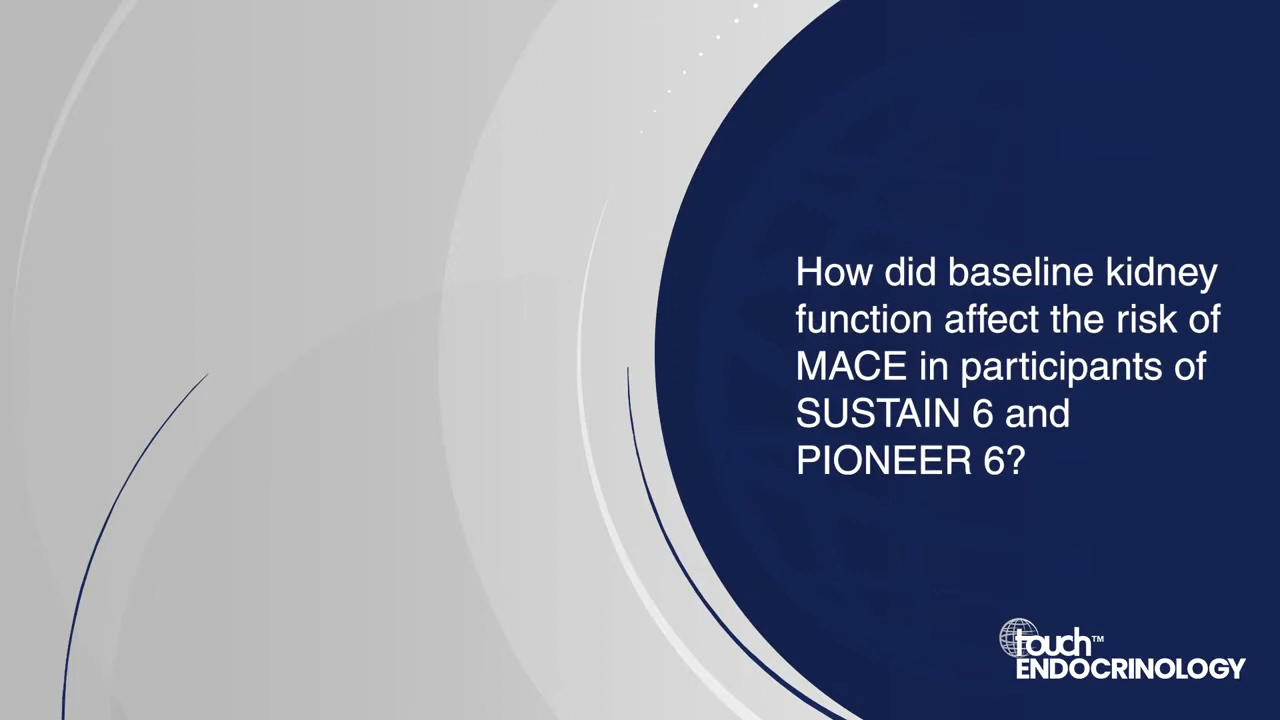 How did baseline kidney
function affect the risk of
MACE in participants of
SUSTAIN 6 and
PIONEER 6?
touch™
ENDOCRINOLOGY